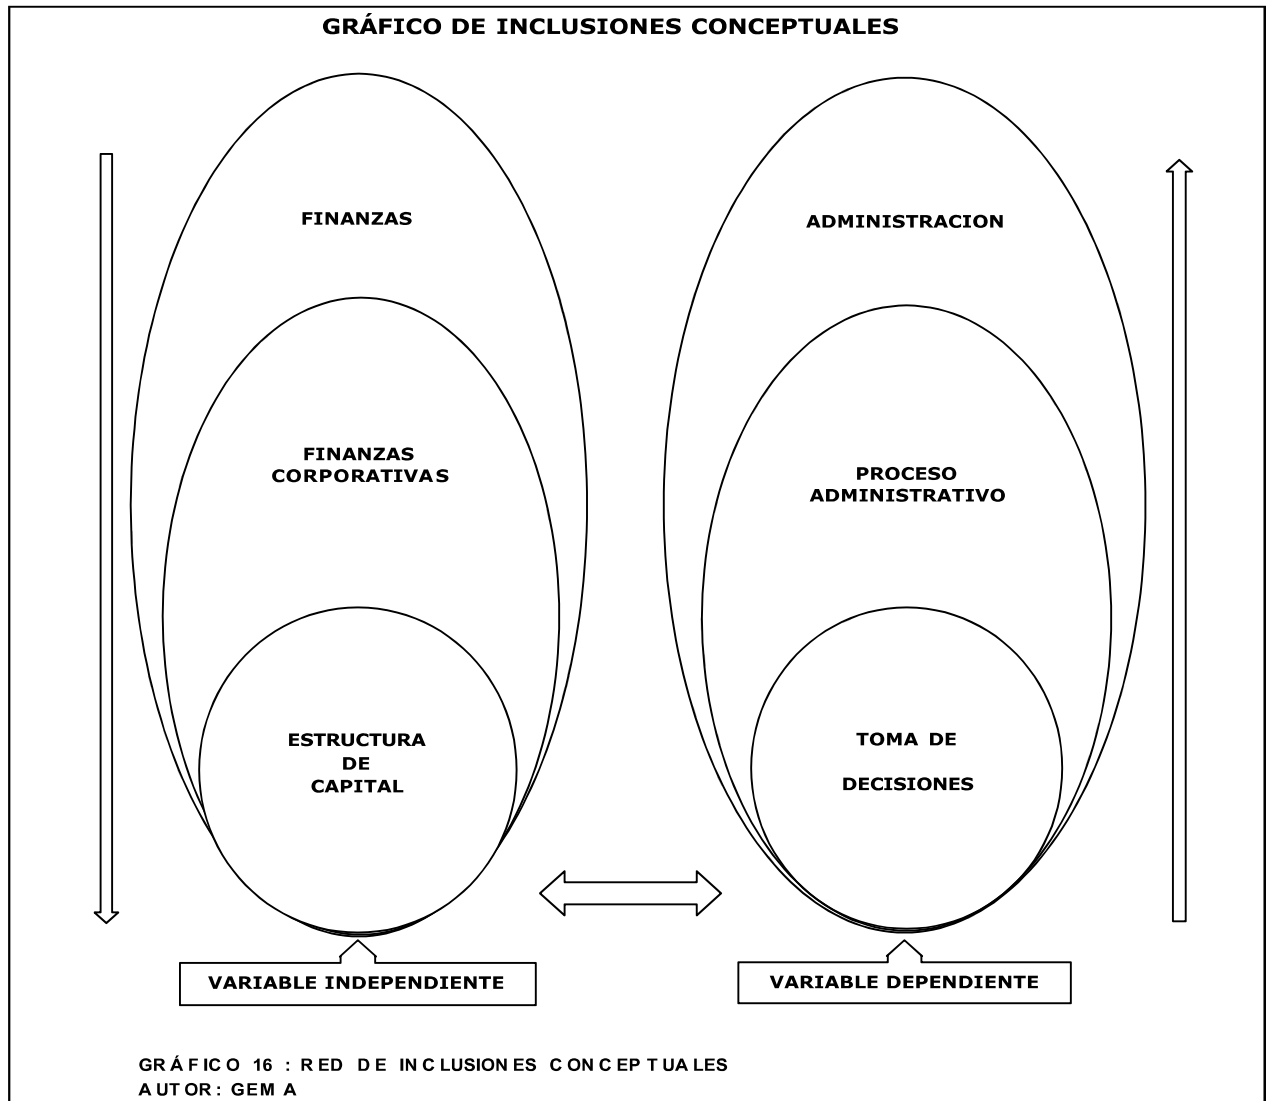 GRÁFICO DE INCLUSIONES CONCEPTUALES
FINANZAS
FINANZAS
CORPORATIVAS
ESTRUCTURA
DE
CAPITAL
ADMINISTRACION
PROCESO
ADMINISTRATIVO
TOMA DE
DECISIONES
VARIABLE INDEPENDIENTE
VARIABLE DEPENDIENTE
GRÁFICO 16 : RED DE INCLUSIONES CONCEPTUALES
AUTOR: GEMA